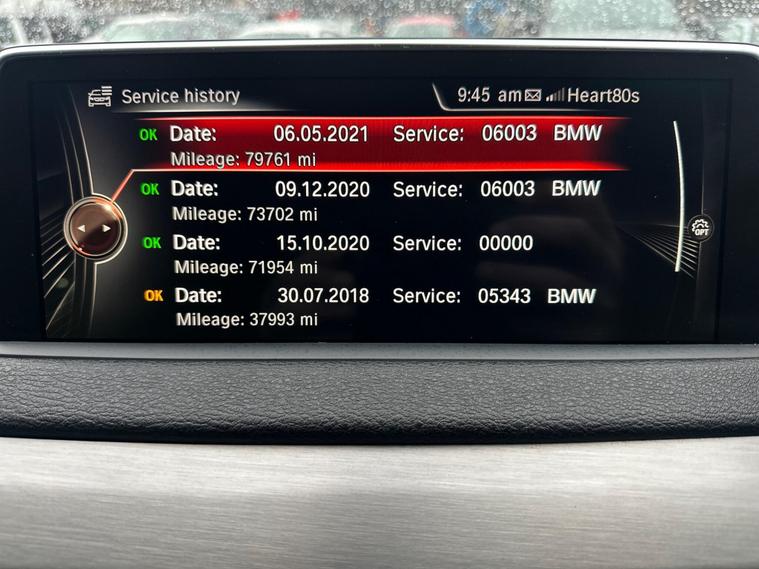 Service history 9:45 am Heart80s
OK Date: 06.05.2021 Service: 06003 BMW
Mileage: 79761 mi
OK Date: 09.12.2020 Service: 06003 BMW
Mileage: 73702 mi
OK Date: 15.10.2020 Service: 00000
OPT
Mileage: 71954 mi
OK Date: 30.07.2018 Service: 05343 BMW
Mileage: 37993 mi